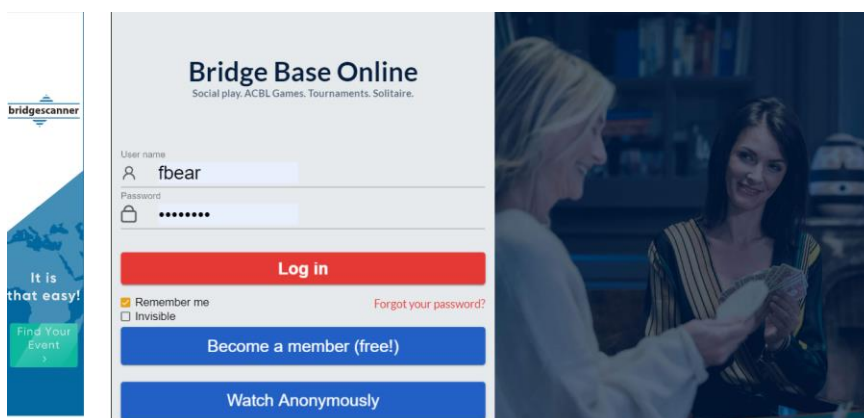 bridgescanner
It is
that easy!
Find Your
Event
>
Bridge Base Online
Social play. ACBL Games. Tournaments. Solitaire.
User name
fbear
Password
••••••••
Log in
Remember me
Forgot your password?
Invisible
Become a member (free!)
Watch Anonymously